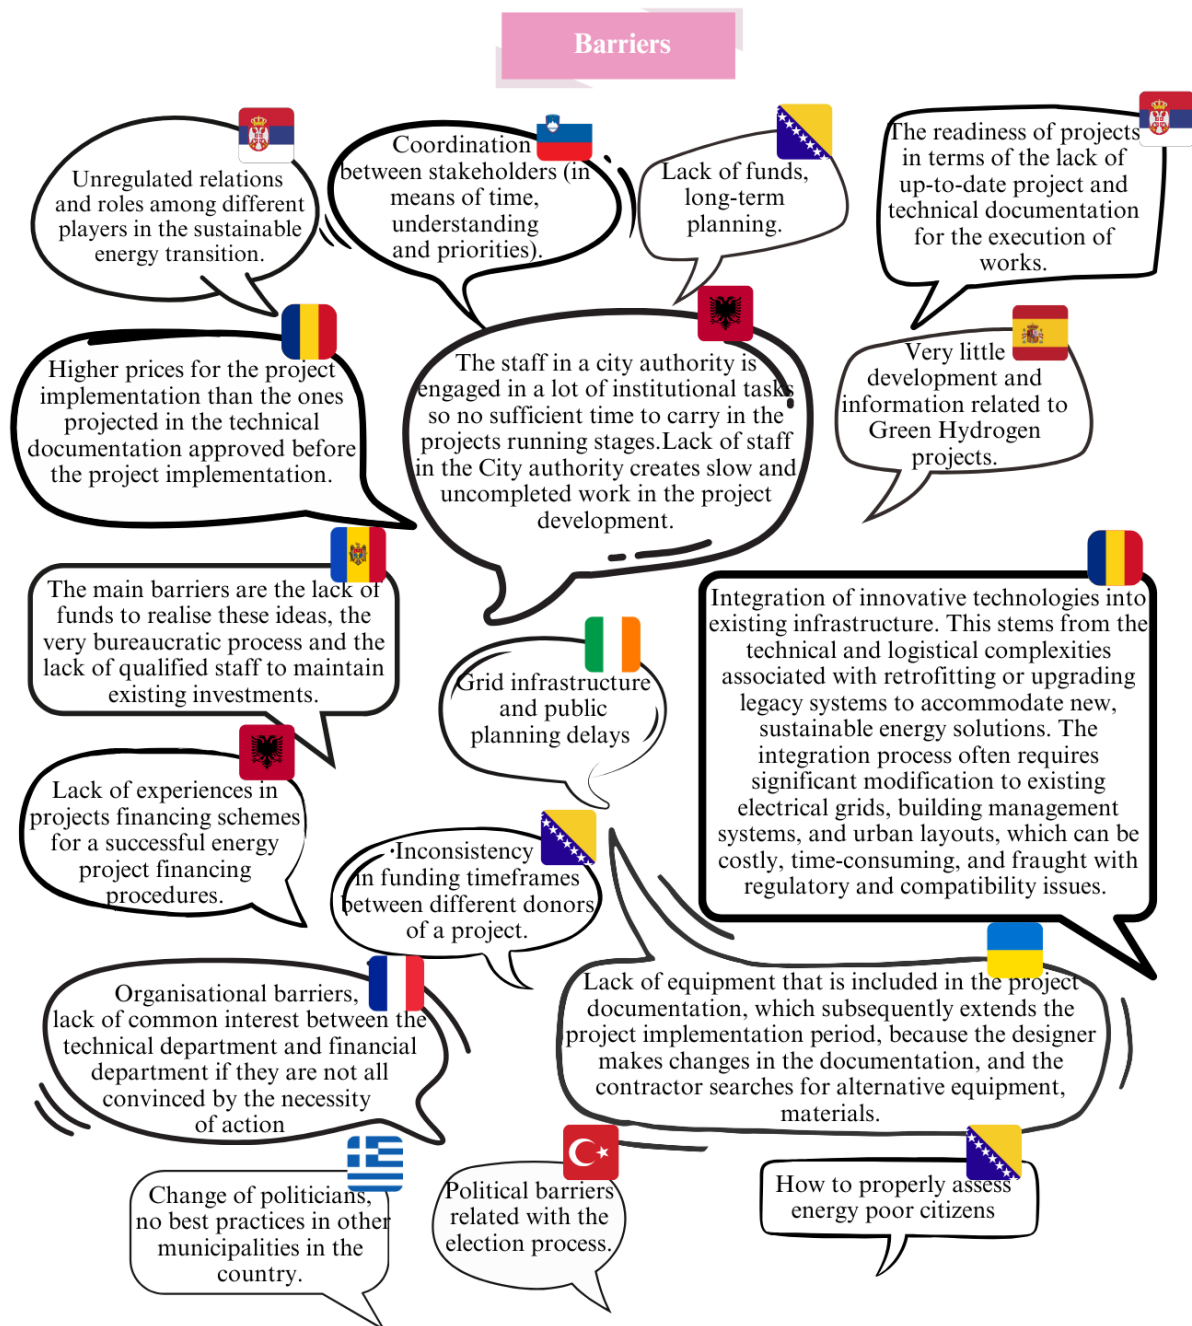 Barriers
Unregulated relations
and roles among different
players in the sustainable
energy transition.
Coordination
between stakeholders (in
means of time,
understanding
and priorities).
Lack of funds,
long-term
planning.
The readiness of projects
in terms of the lack of
up-to-date project and
technical documentation
for the execution of
works.
Higher prices for the project
implementation than the ones
projected in the technical
documentation approved before
the project implementation.
The staff in a city authority is
engaged in a lot of institutional tasks
so no sufficient time to carry in the
projects running stages.Lack of staff
in the City authority creates slow and
uncompleted work in the project
development.
Very little
development and
information related to
Green Hydrogen
projects.
The main barriers are the lack of
funds to realise these ideas, the
very bureaucratic process and the
lack of qualified staff to maintain
existing investments.
Grid infrastructure
and public
planning delays
Integration of innovative technologies into
existing infrastructure. This stems from the
technical and logistical complexities
associated with retrofitting or upgrading
legacy systems to accommodate new,
sustainable energy solutions. The
integration process often requires
significant modification to existing
electrical grids, building management
systems, and urban layouts, which can be
costly, time-consuming, and fraught with
regulatory and compatibility issues.
Lack of experiences in
projects financing schemes
for a successful energy
project financing
procedures.
·Inconsistency
in funding timeframes
between different donors
of a project.
Organisational barriers,
lack of common interest between the
technical department and financial
department if they are not all
convinced by the necessity
of action
Lack of equipment that is included in the project
documentation, which subsequently extends the
project implementation period, because the designer
makes changes in the documentation, and the
contractor searches for alternative equipment,
materials.
Change of politicians,
no best practices in other
municipalities in the
country.
Political barriers
related with the
election process.
How to properly assess
energy poor citizens